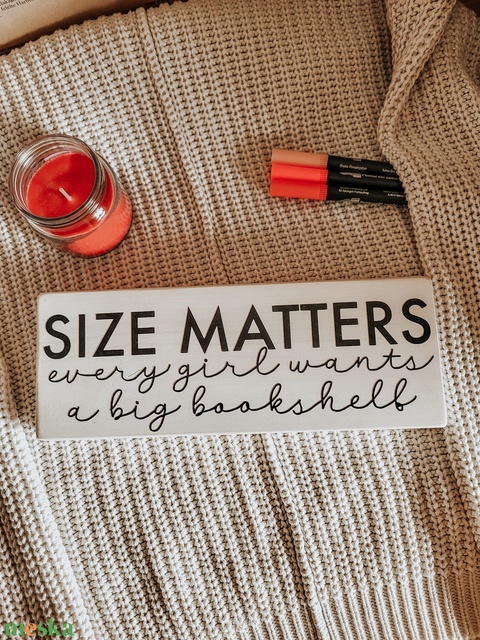 SIZE MATTERS
every girl wants
a big bookshelf
meska